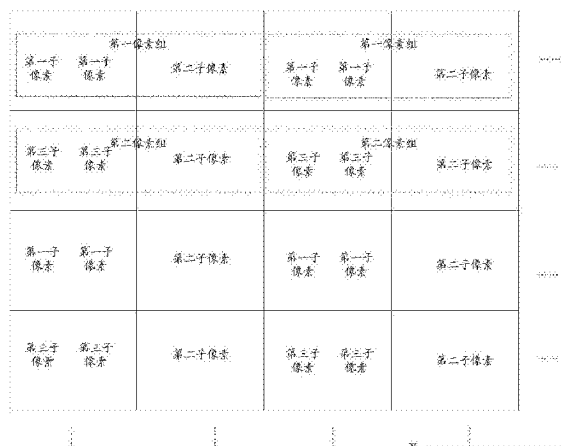 第一像素组 第一像素组
第一子 第一子 第一子 第一子
像素 像素 第二子像素 像素 像素 第二子像素
第二像素组 第二像素组
第三子 第三子 第三子 第三子
像素 像素 第二子像素 像素 像素 第二子像素
第一子 第一子 第一子 第一子
像素 像素 第二子像素 像素 像素 第二子像素
第三子 第三子 第三子 第三子
像素 像素 第二子像素 像素 像素 第二子像素